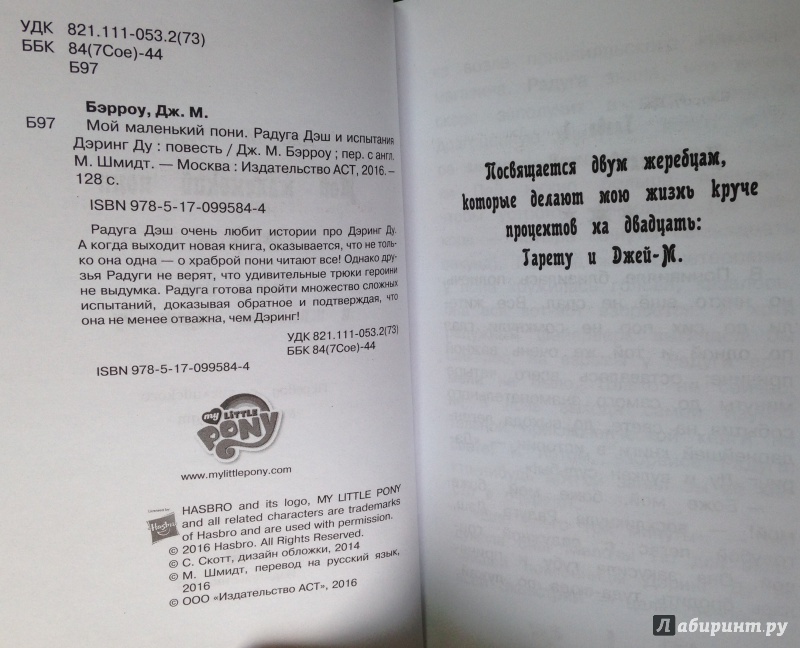 УДК 821.111-053.2(73)
ББК 84(7Сое)-44
Б97
Бэрроу, Дж. М.
Б97 Мой маленький пони. Радуга Дэш и испытания
Дэринг Ду : повесть / Дж. М. Бэрроу ; пер. с англ.
М. Шмидт. — Москва : Издательство АСТ, 2016. —
128 с.
ISBN 978-5-17-099584-4
Радуга Дэш очень любит истории про Дэринг Ду.
А когда выходит новая книга, оказывается, что не толь-
ко она одна — о храброй пони читают все! Однако дру-
зья Радуги не верят, что удивительные трюки героини
не выдумка. Радуга готова пройти множество сложных
испытаний, доказывая обратное и подтверждая, что
она не менее отважна, чем Дэринг!
УДК 821.111-053.2(73)
ББК 84(7Сое)-44
ISBN 978-5-17-099584-4
my LITTLE
PONY
www.mylittlepony.com
Hasbro
HASBRO and its logo, MY LITTLE PONY
and all related characters are trademarks
of Hasbro and are used with permission.
© 2016 Hasbro. All Rights Reserved.
© С. Скотт, дизайн обложки, 2014
© М. Шмидт, перевод на русский язык,
2016
© ООО «Издательство АСТ», 2016
Посвящается двум жеребцам,
которые делают мою жизнь круче
процентов на двадцать:
Гарету и Джей-М.
Лабиринт.ру